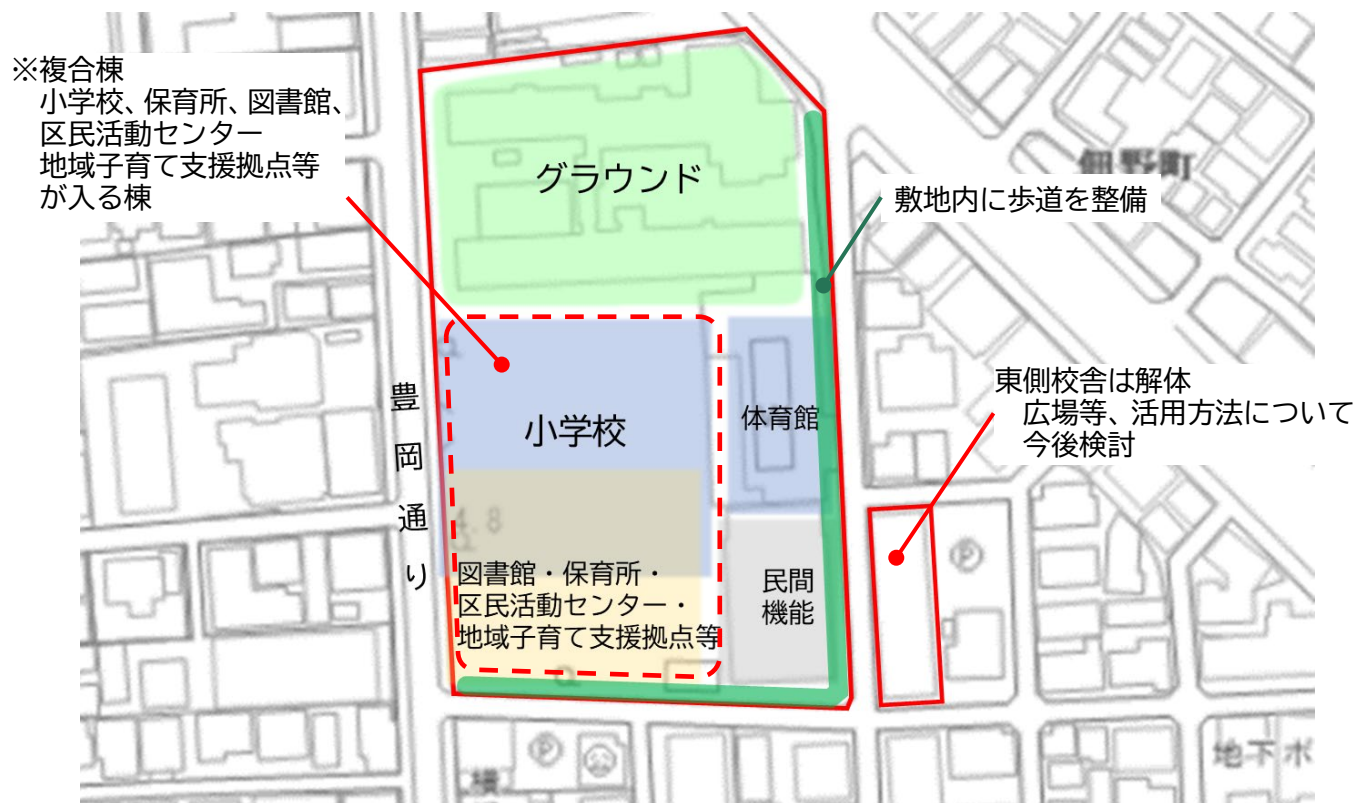 ※複合棟
小学校、保育所、図書館、
区民活動センター
地域子育て支援拠点等
が入る棟
グラウンド
佃野町
敷地内に歩道を整備
豊岡通り
小学校
体育館
東側校舎は解体
広場等、活用方法について
今後検討
4.8
図書館・保育所・
区民活動センター・
地域子育て支援拠点等
民間
機能
P
P
地下ポ